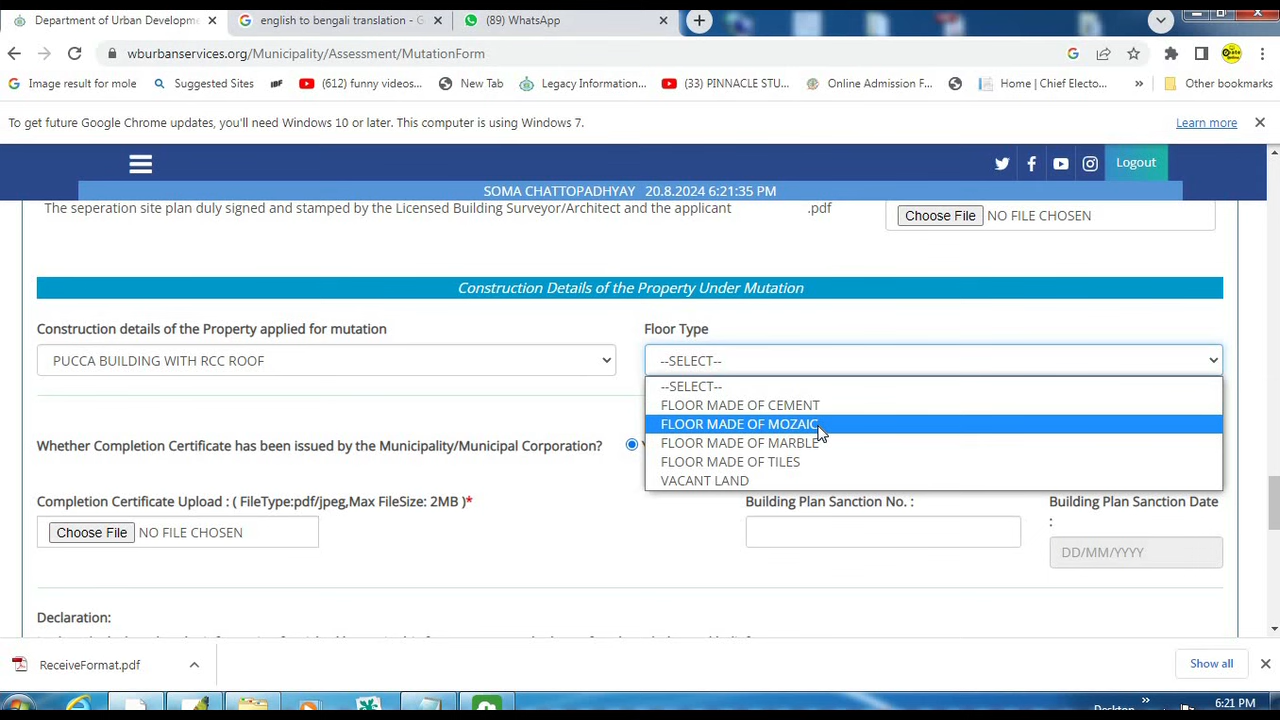 Department of Urban Developme
english to bengali translation - G
(89) WhatsApp
wburbanservices.org/Municipality/Assessment/MutationForm
Image result for mole
Suggested Sites
(612) funny videos...
New Tab
Legacy Information...
(33) PINNACLE STU...
Online Admission F...
Home | Chief Electo...
»
Other bookmarks
To get future Google Chrome updates, you'll need Windows 10 or later. This computer is using Windows 7.
Learn more
Logout
SOMA CHATTOPADHYAY 20.8.2024 6:21:35 PM
The seperation site plan duly signed and stamped by the Licensed Building Surveyor/Architect and the applicant
.pdf
Choose File NO FILE CHOSEN
Construction Details of the Property Under Mutation
Construction details of the Property applied for mutation
Floor Type
PUCCA BUILDING WITH RCC ROOF
--SELECT--
--SELECT--
FLOOR MADE OF CEMENT
FLOOR MADE OF MOZAIC
FLOOR MADE OF MARBLE
FLOOR MADE OF TILES
VACANT LAND
Whether Completion Certificate has been issued by the Municipality/Municipal Corporation?
Completion Certificate Upload : ( FileType:pdf/jpeg,Max FileSize: 2MB )*
Building Plan Sanction No. :
Building Plan Sanction Date
:
Choose File NO FILE CHOSEN
DD/MM/YYYY
Declaration:
ReceiveFormat.pdf
Show all
Desktop
»
6:21 PM